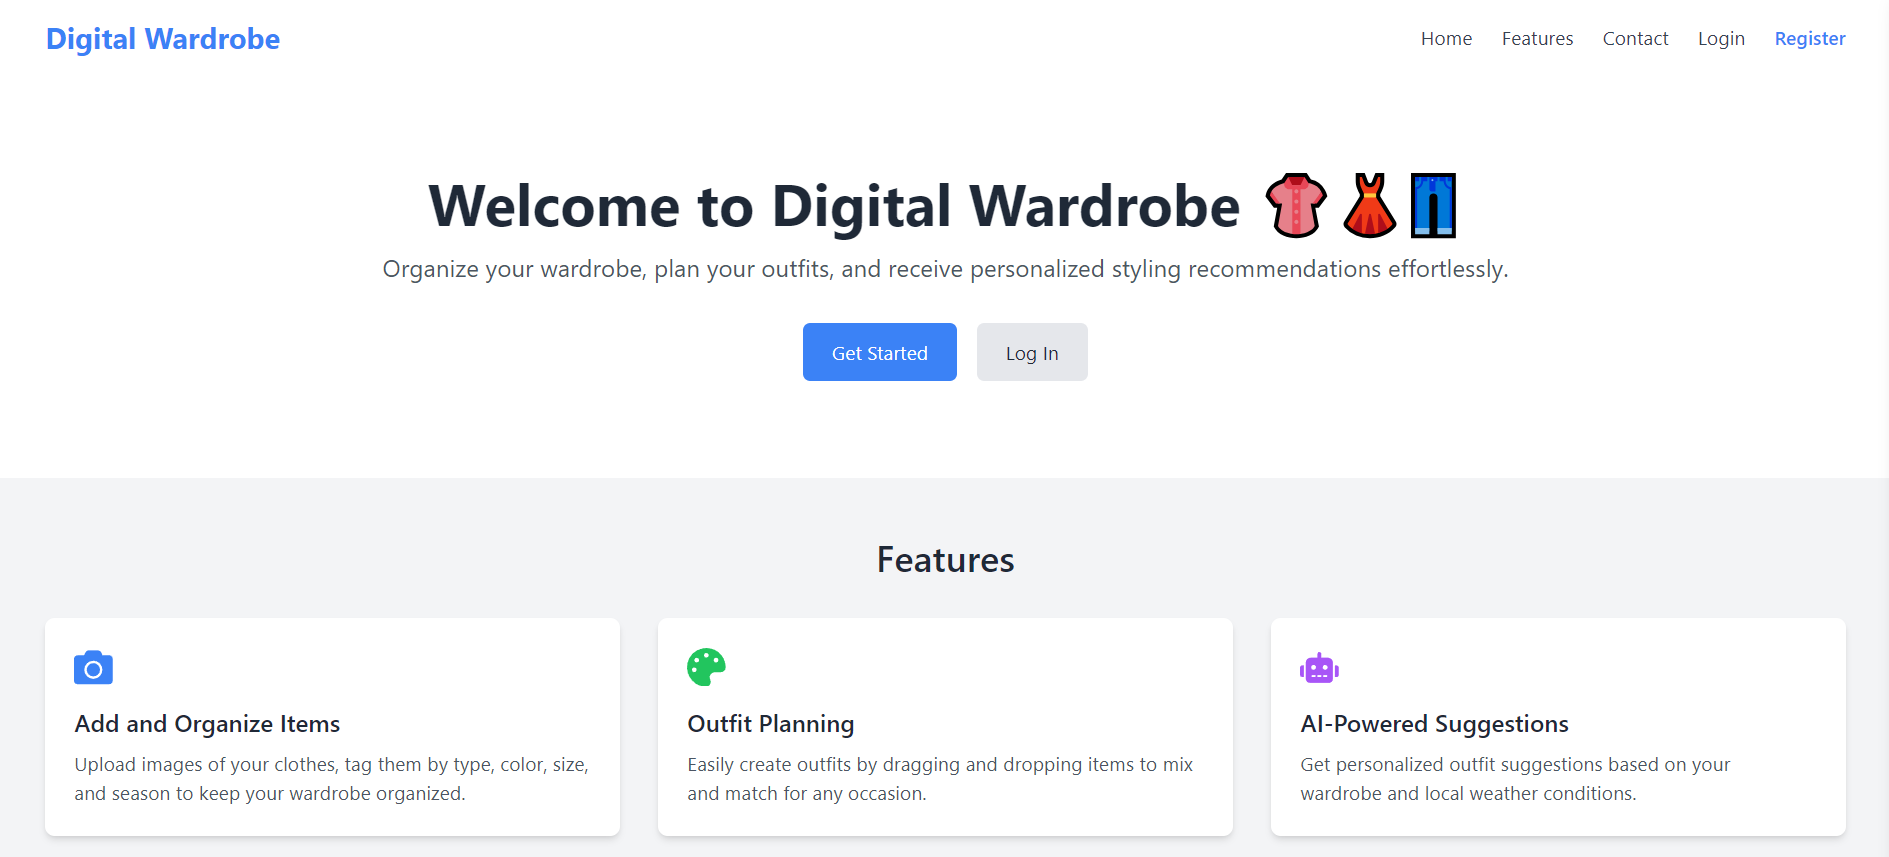 Digital Wardrobe
Home Features Contact Login Register
Welcome to Digital Wardrobe
Organize your wardrobe, plan your outfits, and receive personalized styling recommendations effortlessly.
Get Started Log In
Features
Add and Organize Items
Upload images of your clothes, tag them by type, color, size,
and season to keep your wardrobe organized.
Outfit Planning
Easily create outfits by dragging and dropping items to mix
and match for any occasion.
AI-Powered Suggestions
Get personalized outfit suggestions based on your
wardrobe and local weather conditions.